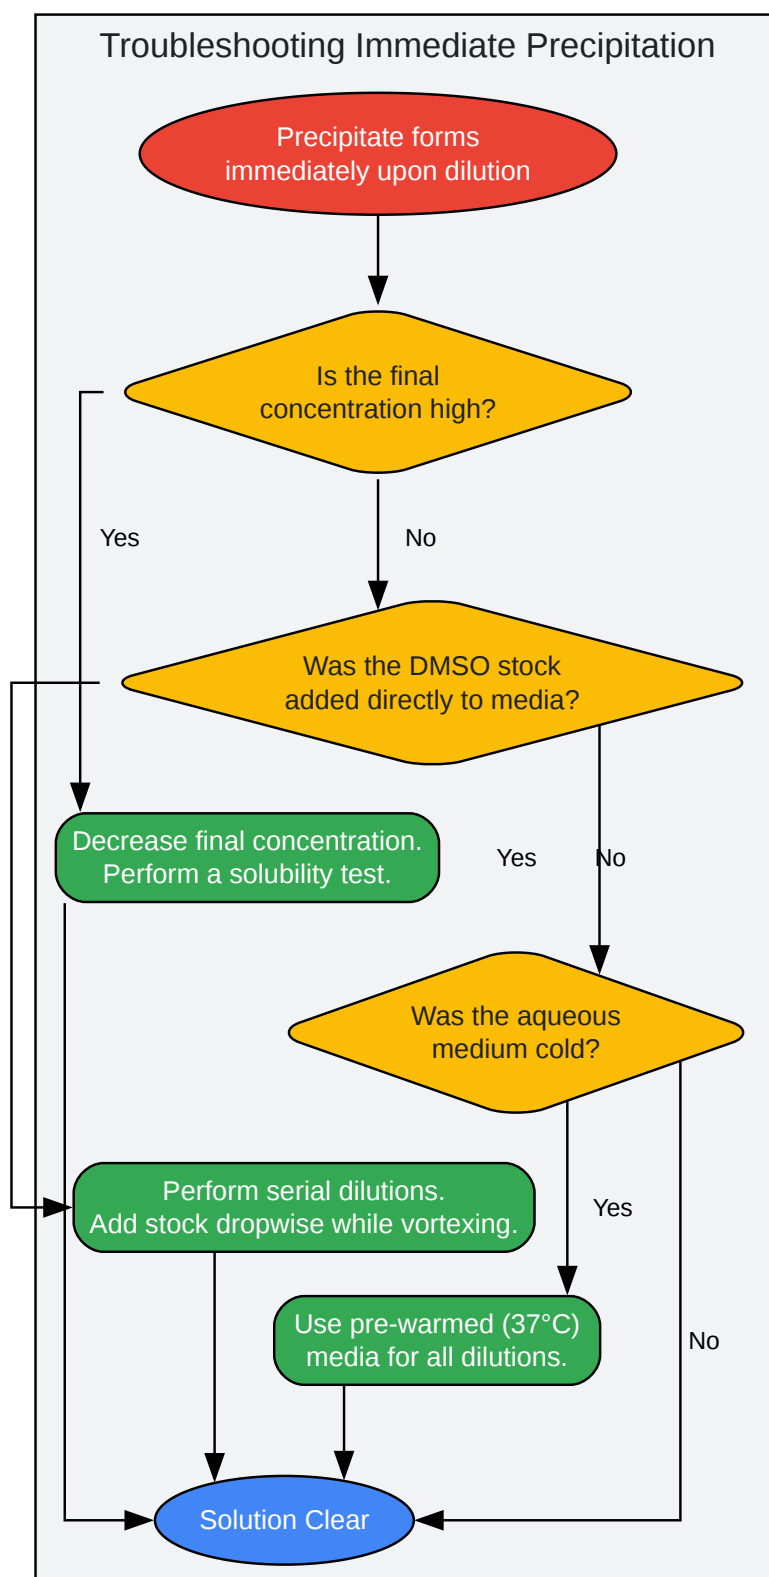 Troubleshooting Immediate Precipitation
Precipitate forms
immediately upon dilution
Is the final
concentration high?
Yes
No
Was the DMSO stock
added directly to media?
Decrease final concentration.
Perform a solubility test.
Yes
No
Was the aqueous
medium cold?
Perform serial dilutions.
Add stock dropwise while vortexing.
Yes
Use pre-warmed (37°C)
media for all dilutions.
No
Solution Clear